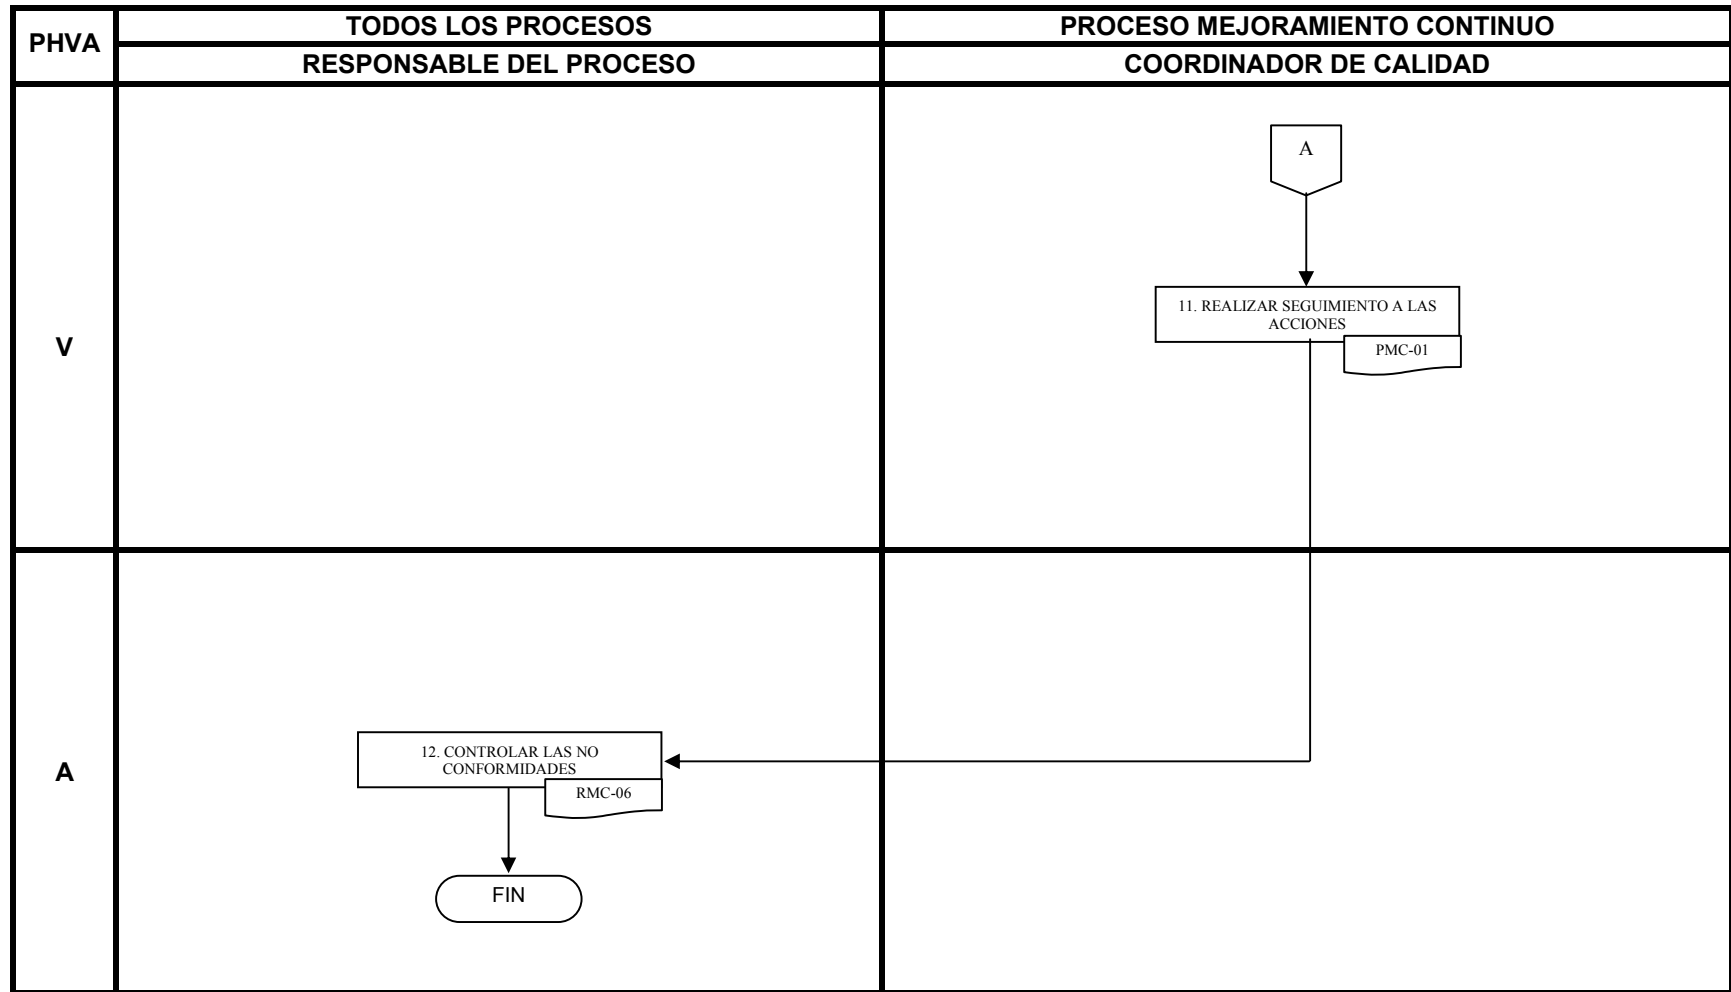 PHVA
TODOS LOS PROCESOS
PROCESO MEJORAMIENTO CONTINUO
RESPONSABLE DEL PROCESO
COORDINADOR DE CALIDAD
V
A
11. REALIZAR SEGUIMIENTO A LAS
ACCIONES
PMC-01
A
12. CONTROLAR LAS NO
CONFORMIDADES
RMC-06
FIN